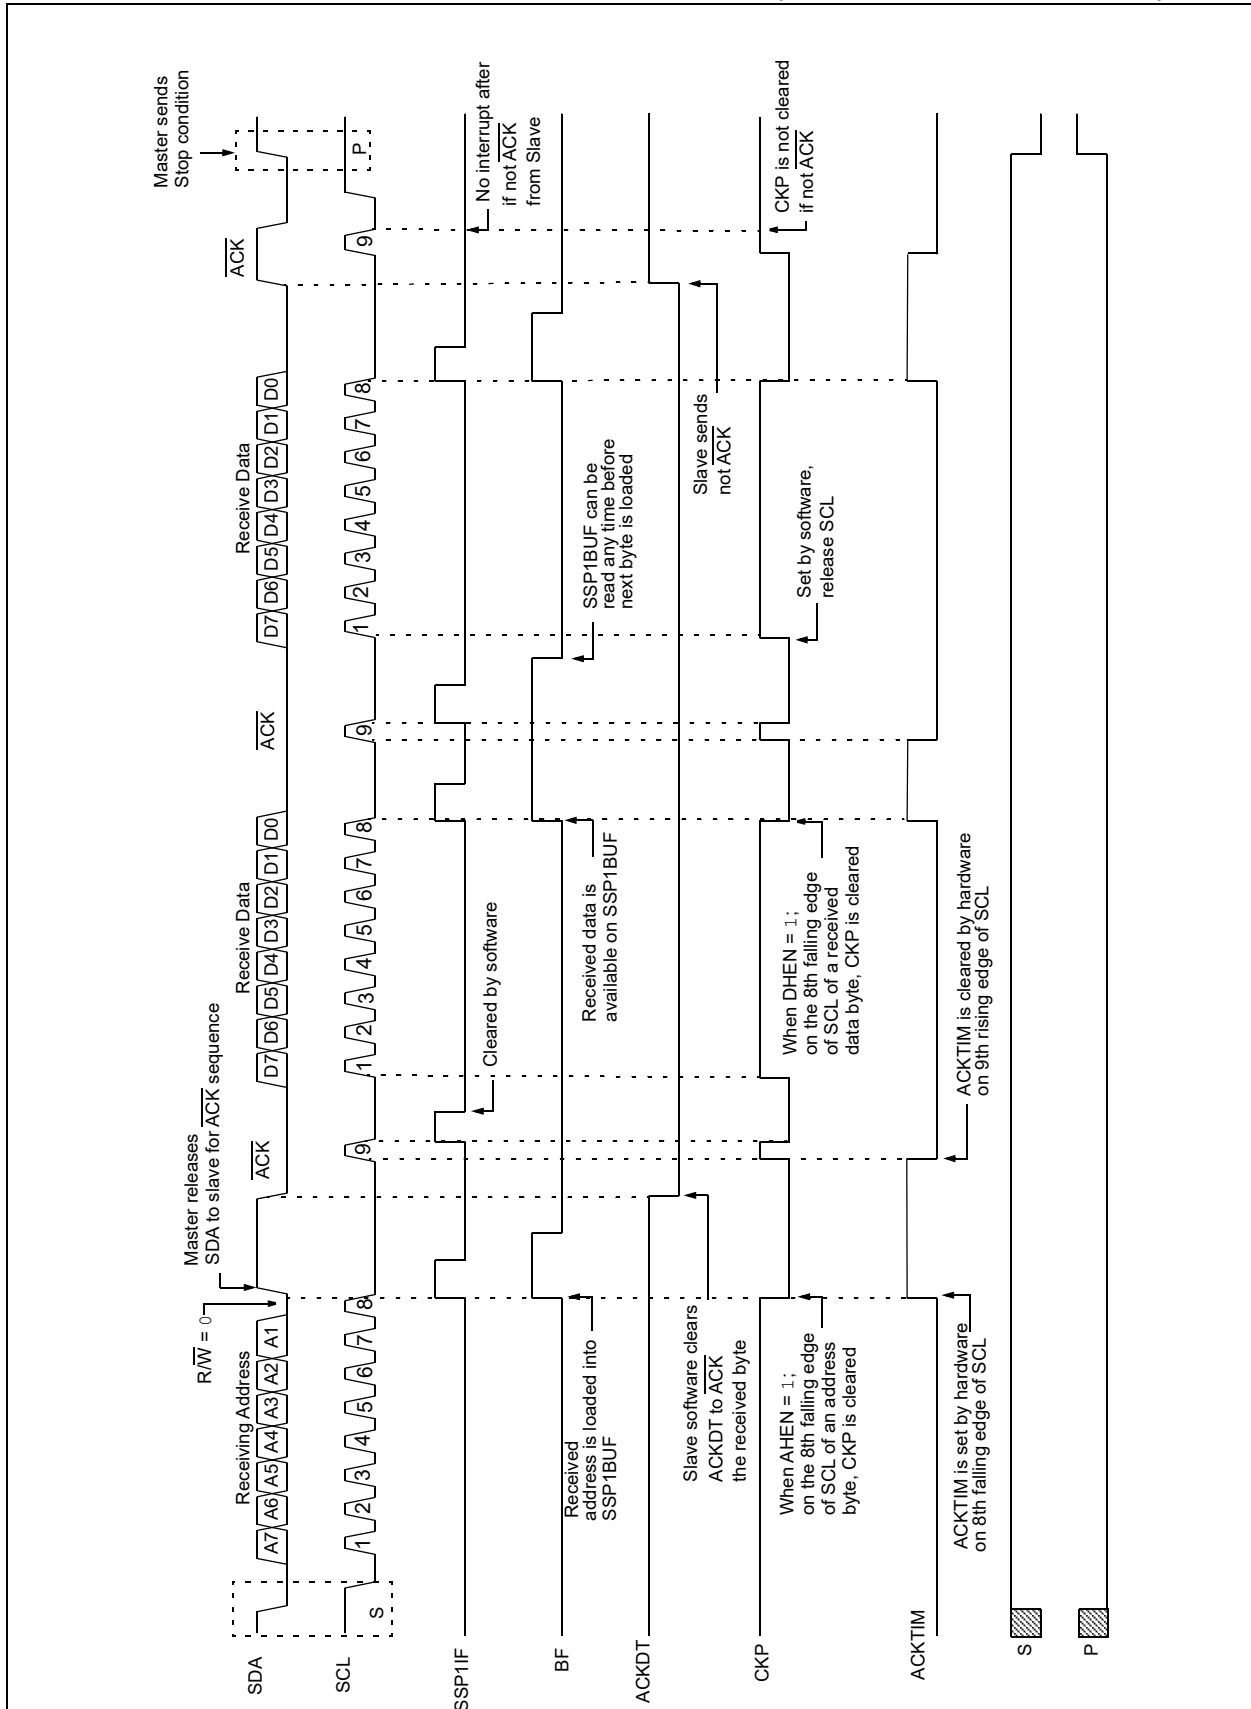 Master sends
Stop condition
Master releases
SDA to slave for ACK sequence
R/W = 0
Receiving Address
ACK
Receive Data
ACK
Receive Data
ACK
SDA
A7 A6 A5 A4 A3 A2 A1
D7 D6 D5 D4 D3 D2 D1 D0
D7 D6 D5 D4 D3 D2 D1 D0
SCL
S
1 2 3 4 5 6 7 8 9
1 2 3 4 5 6 7 8 9
1 2 3 4 5 6 7 8 9
P
SSP1IF
Cleared by software
No interrupt after
if not ACK
from Slave
BF
Received
address is loaded into
SSP1BUF
Received data is
available on SSP1BUF
SSP1BUF can be
read any time before
next byte is loaded
ACKDT
Slave software clears
ACKDT to ACK
the received byte
Slave sends
not ACK
CKP
When AHEN = 1;
on the 8th falling edge
of SCL of an address
byte, CKP is cleared
When DHEN = 1;
on the 8th falling edge
of SCL of a received
data byte, CKP is cleared
Set by software,
release SCL
CKP is not cleared
if not ACK
ACKTIM
ACKTIM is set by hardware
on 8th falling edge of SCL
ACKTIM is cleared by hardware
on 9th rising edge of SCL
S
P